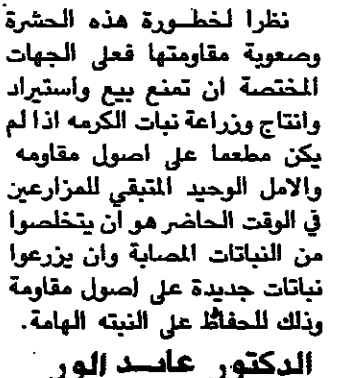 نظرا لخطورة هذه الحشرة
وصعوبة مقاومتها فعلى الجهات
المختصة ان تمنع بيع واستيراد
وانتاج وزراعة نبات الكرمه اذا لم
يكن مطعما على اصول مقاومه
والامل الوحيد المتبقي للمزارعين
في الوقت الحاضر هو أن يتخلصوا
من النباتات المصابة وان يزرعوا
نباتات جديدة على اصول مقاومة
وذلك للحفاظ على النبته الهامة.
الدكتور عابد